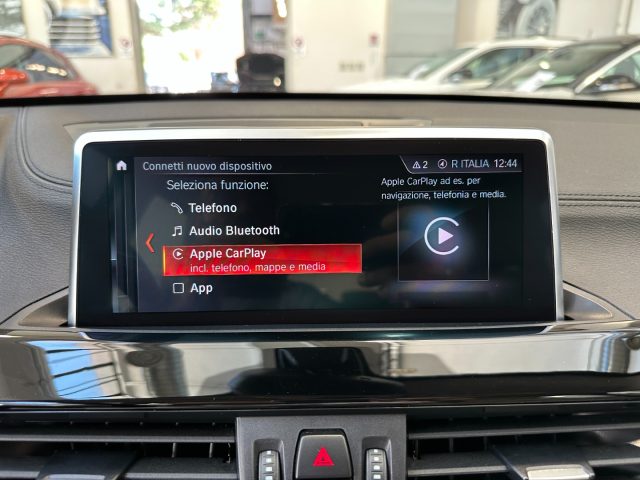 Connetti nuovo dispositivo
2 R ITALIA 12:44
Seleziona funzione:
Telefono
Audio Bluetooth
Apple CarPlay
incl. telefono, mappe e media
App
Apple CarPlay ad es. per
navigazione, telefonia e media.